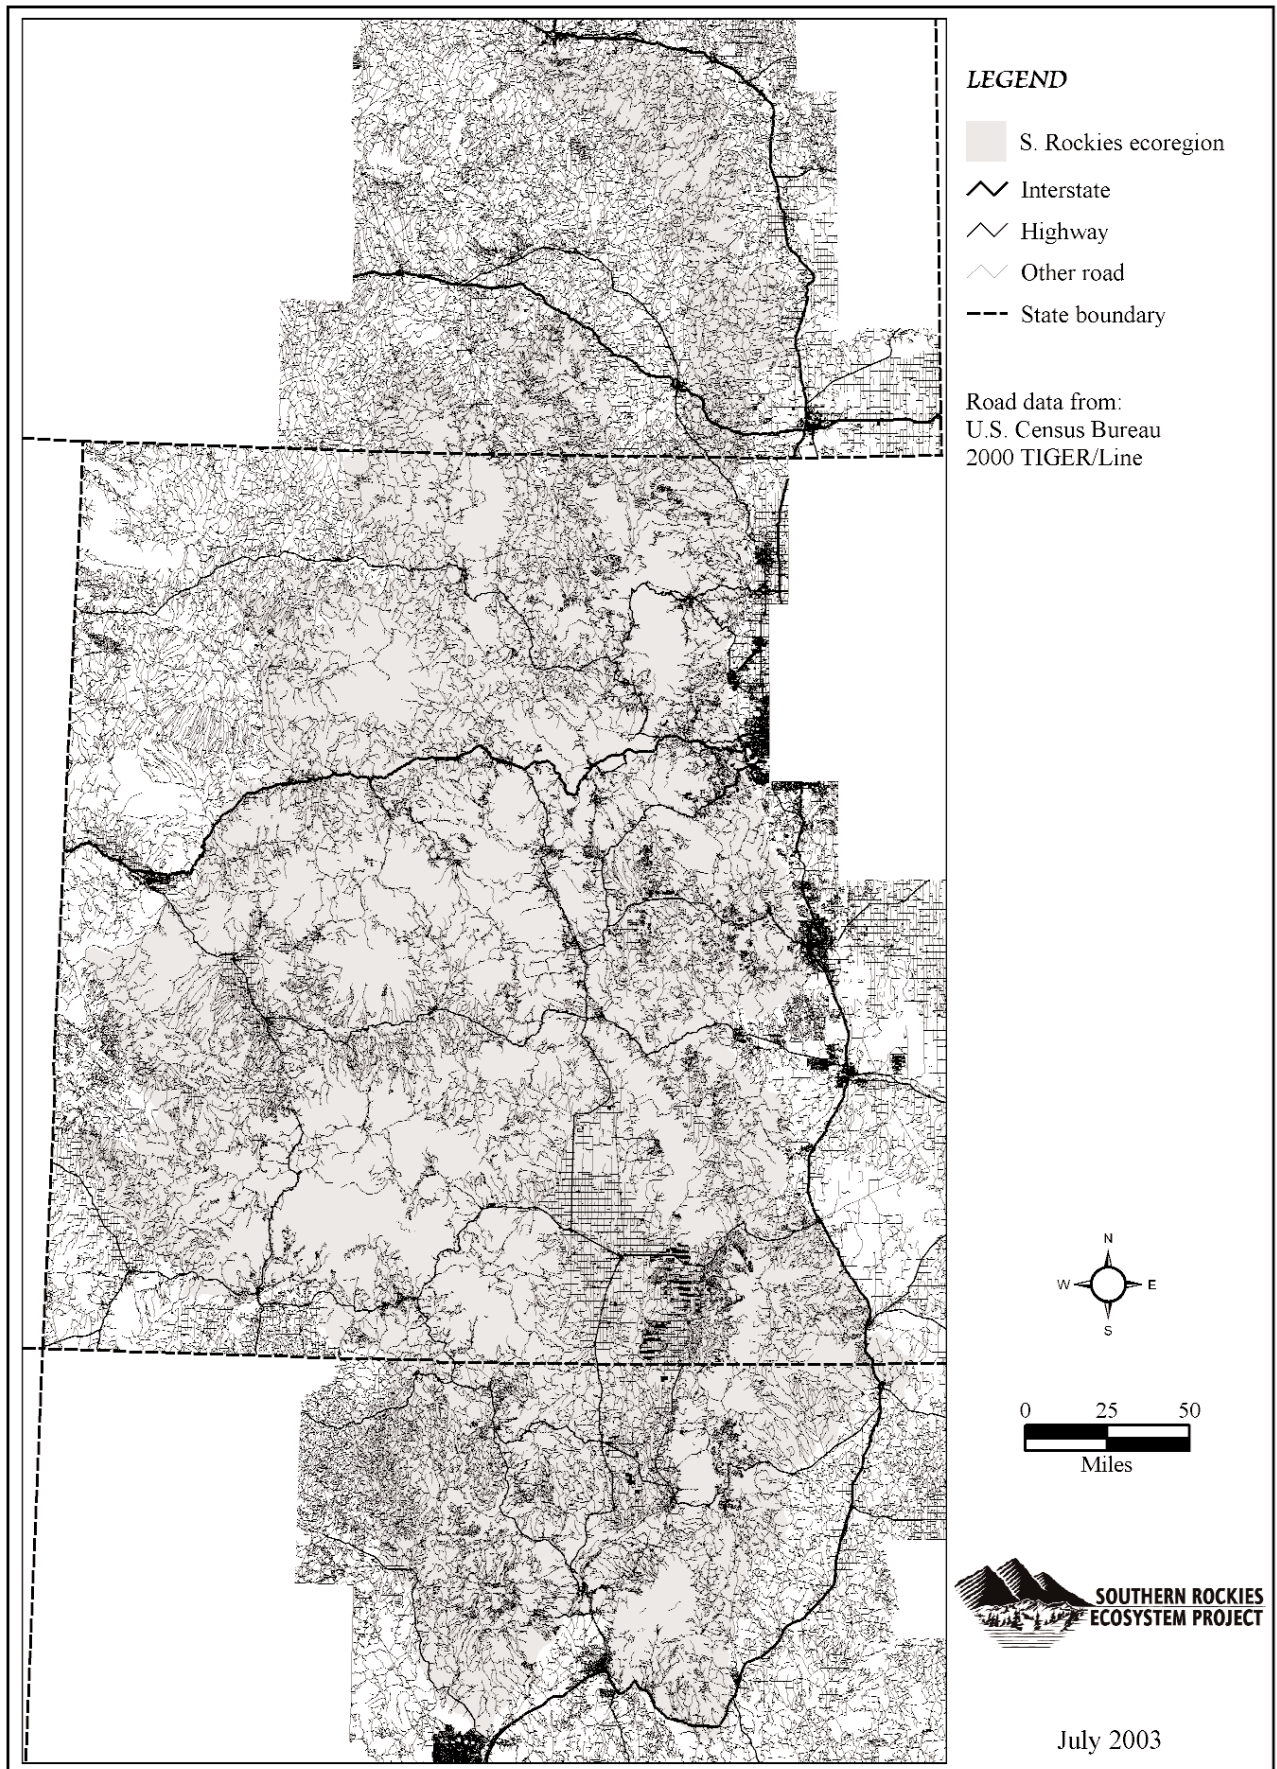 LEGEND
S. Rockies ecoregion
Interstate
Highway
Other road
State boundary
Road data from:
U.S. Census Bureau
2000 TIGER/Line
N
W E
S
0 25 50
Miles
SOUTHERN ROCKIES
ECOSYSTEM PROJECT
July 2003